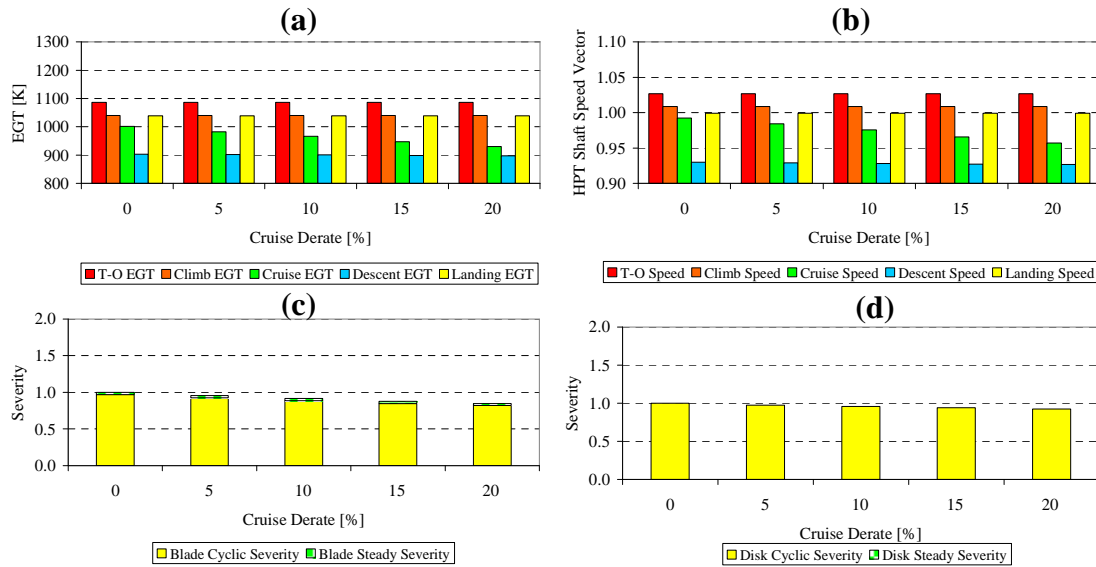 (a)
1300
1200
1100
1000
900
800
EGT [K]
0 5 10 15 20
Cruise Derate [%]
T-O EGT Climb EGT Cruise EGT Descent EGT Landing EGT
(b)
1.10
1.05
1.00
0.95
0.90
HPT Shaft Speed Vector
0 5 10 15 20
Cruise Derate [%]
T-O Speed Climb Speed Cruise Speed Descent Speed Landing Speed
(c)
2.0
1.5
1.0
0.5
0.0
Severity
0 5 10 15 20
Cruise Derate [%]
Blade Cyclic Severity Blade Steady Severity
(d)
2.0
1.5
1.0
0.5
0.0
Severity
0 5 10 15 20
Cruise Derate [%]
Disk Cyclic Severity Disk Steady Severity